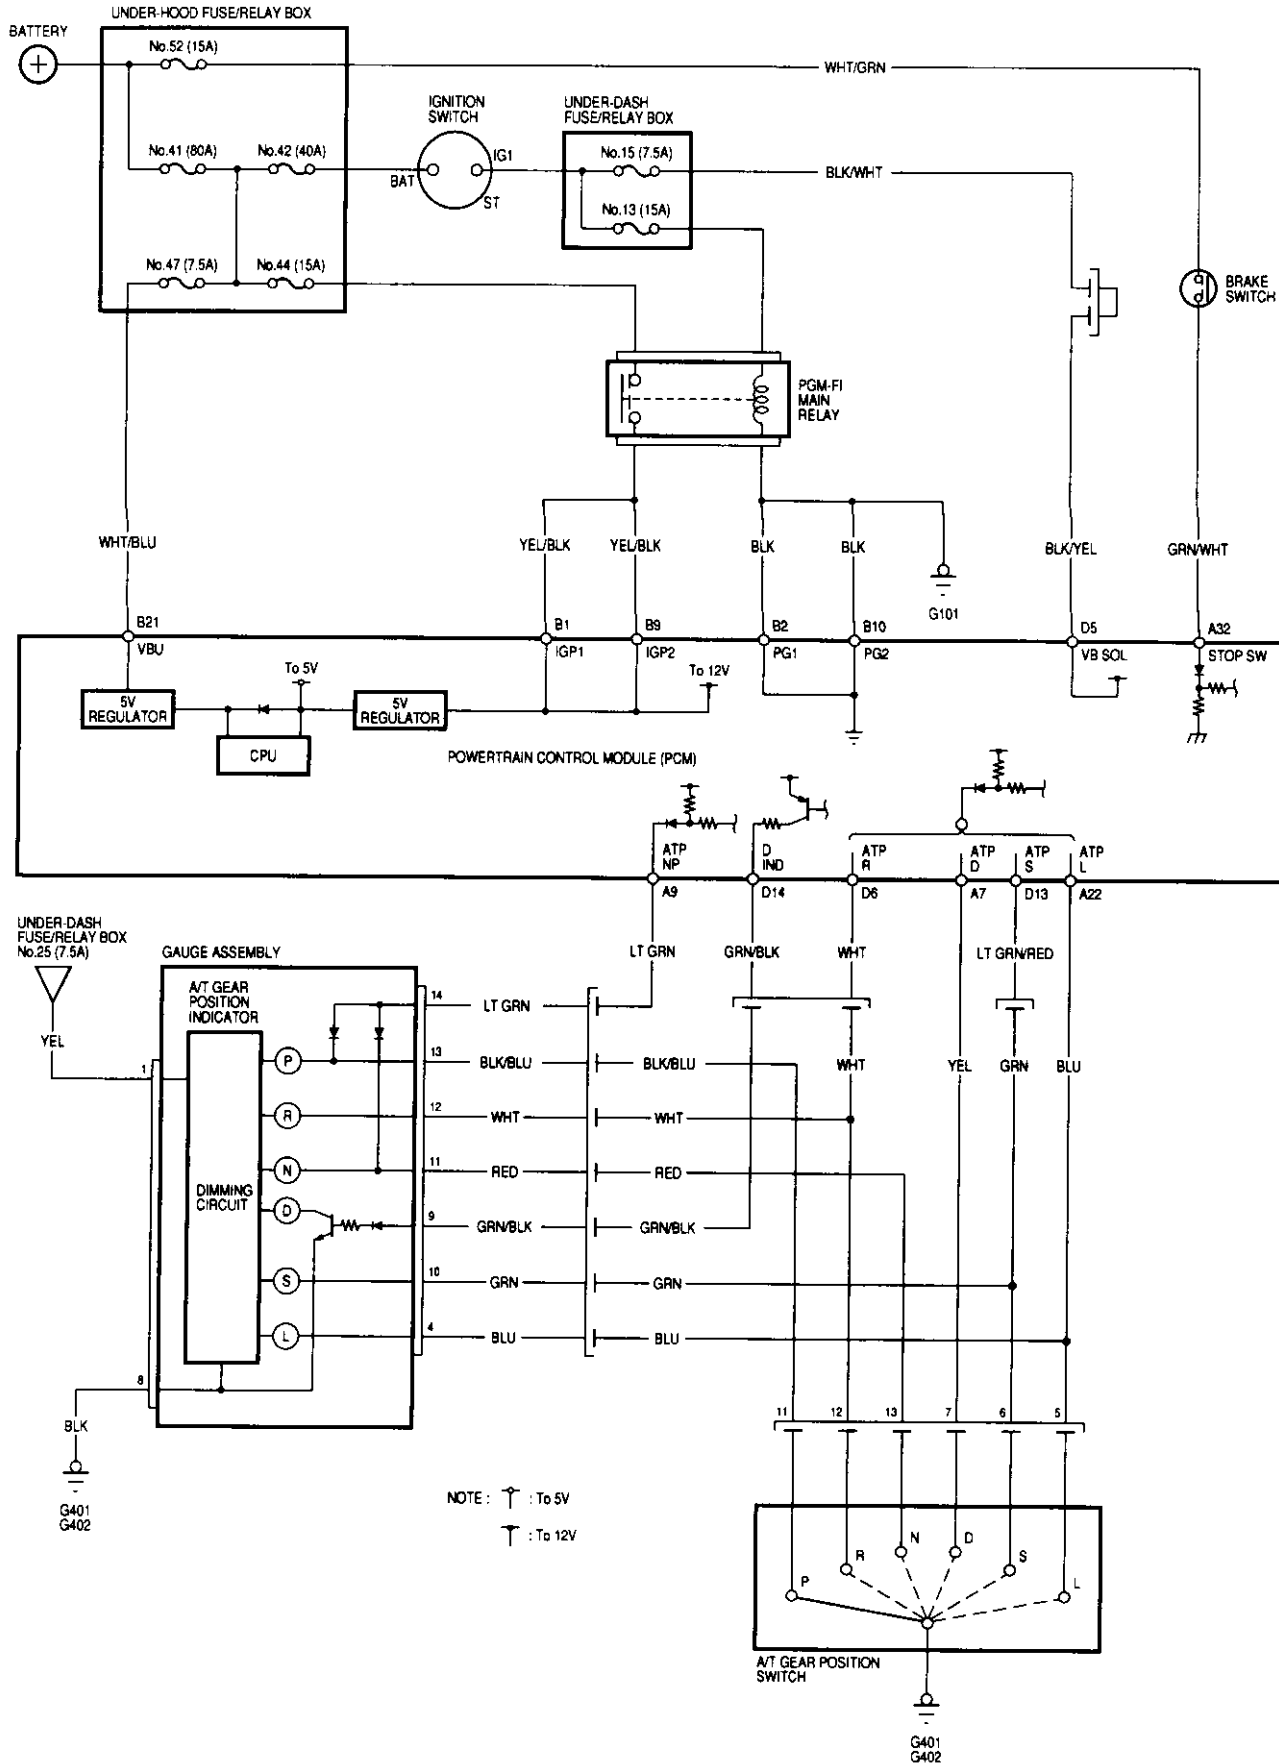 UNDER-HOOD FUSE/RELAY BOX
BATTERY
No.52 (15A)
WHT/GRN
IGNITION
SWITCH
UNDER-DASH
FUSE/RELAY BOX
No.41 (80A)
No.42 (40A)
BAT
IG1
ST
No.15 (7.5A)
BLK/WHT
No.13 (15A)
No.47 (7.5A)
No.44 (15A)
BRAKE
SWITCH
PGM-FI
MAIN
RELAY
WHT/BLU
YEL/BLK
YEL/BLK
BLK
BLK
G101
BLK/YEL
GRN/WHT
B21
B1
B9
B2
B10
D5
A32
VBU
IGP1
IGP2
PG1
PG2
VB SOL
STOP SW
To 5V
To 12V
5V
REGULATOR
5V
REGULATOR
CPU
POWERTRAIN CONTROL MODULE (PCM)
ATP
NP
D
IND
ATP
R
ATP
D
ATP
S
ATP
L
A9
D14
D6
A7
D13
A22
UNDER-DASH
FUSE/RELAY BOX
No.25 (7.5A)
GAUGE ASSEMBLY
LT GRN
GRN/BLK
WHT
LT GRN/RED
A/T GEAR
POSITION
INDICATOR
14
LT GRN
YEL
1
P
13
BLK/BLU
BLK/BLU
WHT
YEL
GRN
BLU
R
12
WHT
WHT
N
11
RED
RED
DIMMING
CIRCUIT
D
9
GRN/BLK
GRN/BLK
S
10
GRN
GRN
L
4
BLU
BLU
8
BLK
G401
G402
11
12
13
7
6
5
NOTE :
: To 5V
: To 12V
P
R
N
D
S
L
A/T GEAR POSITION
SWITCH
G401
G402